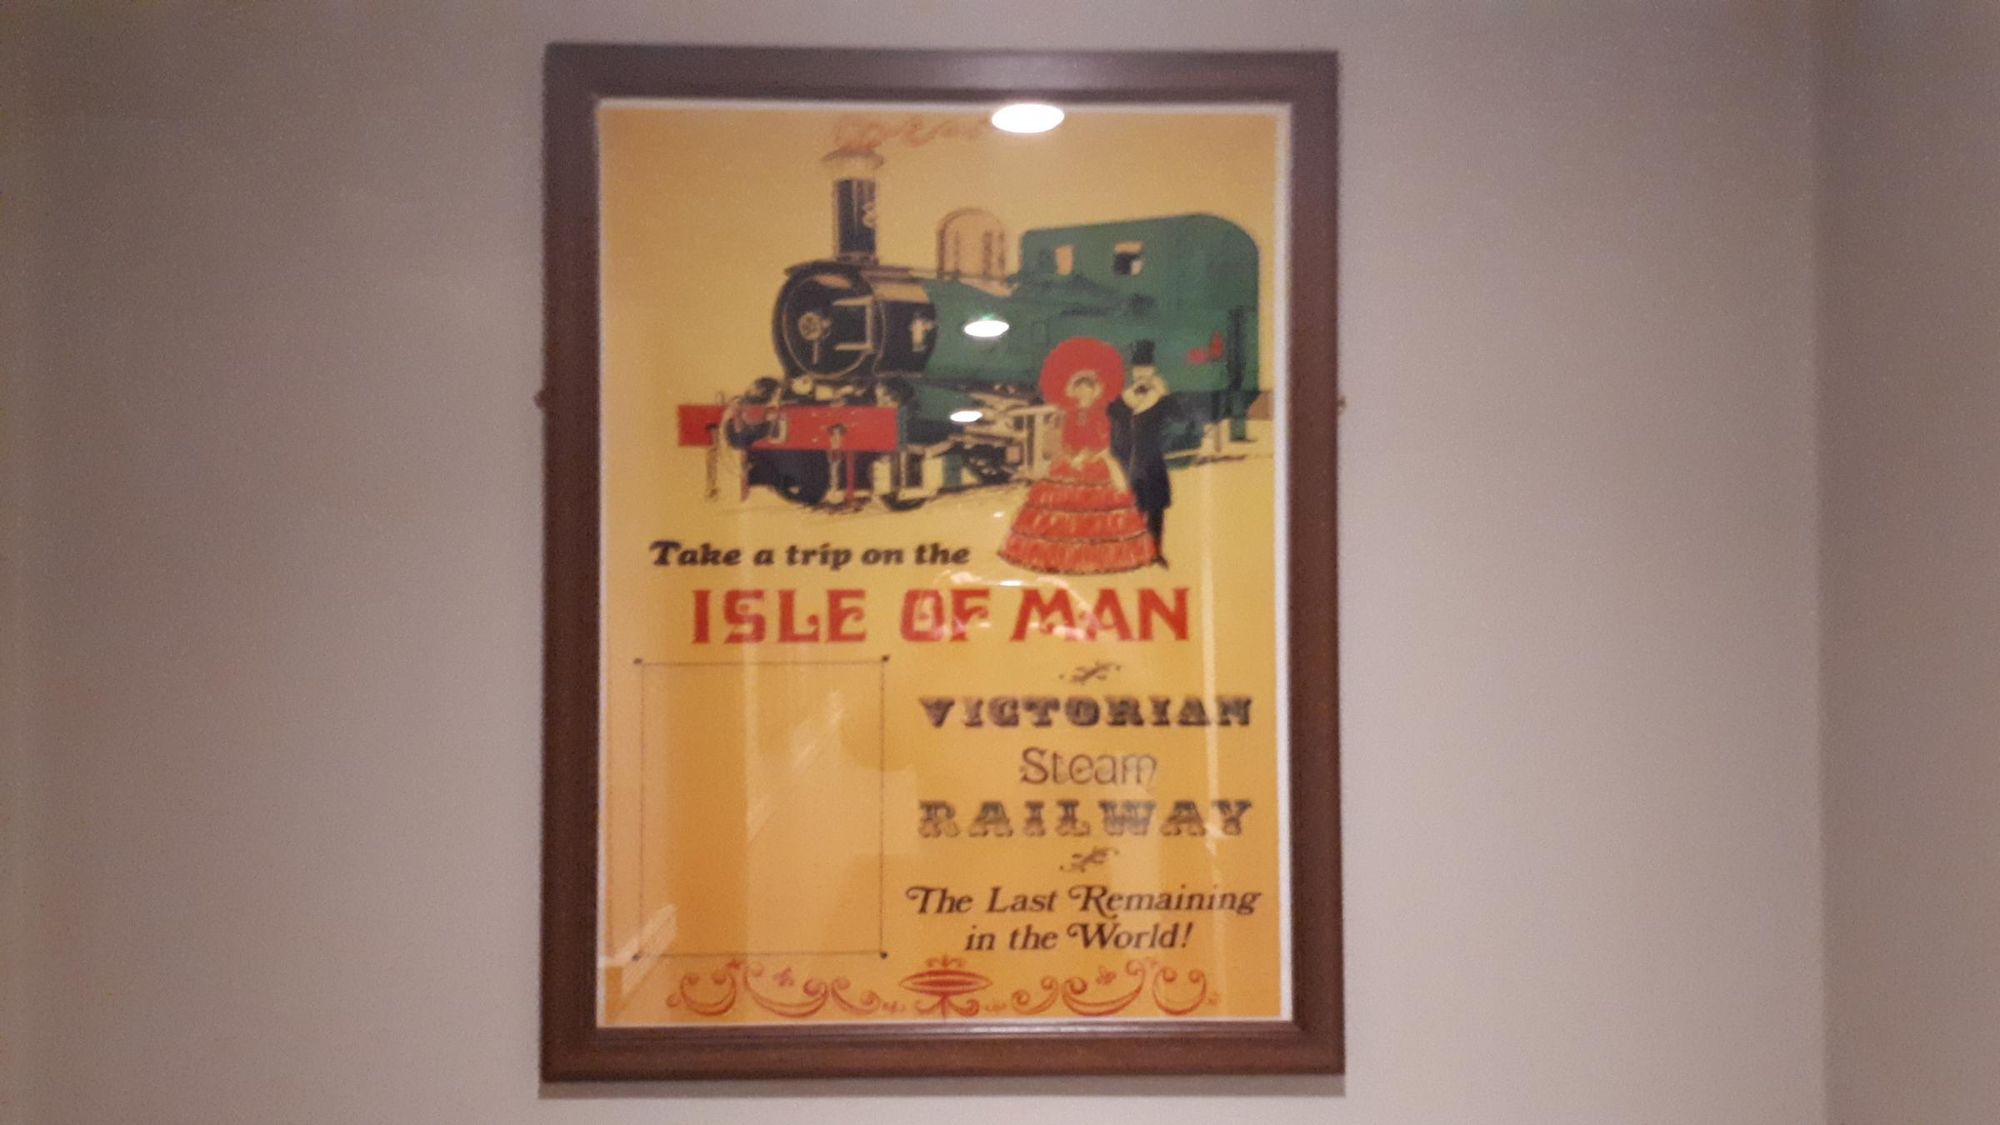 Take a trip on the
ISLE OF MAN
VICTORIAN
Steam
RAILWAY
The Last Remaining
in the World!